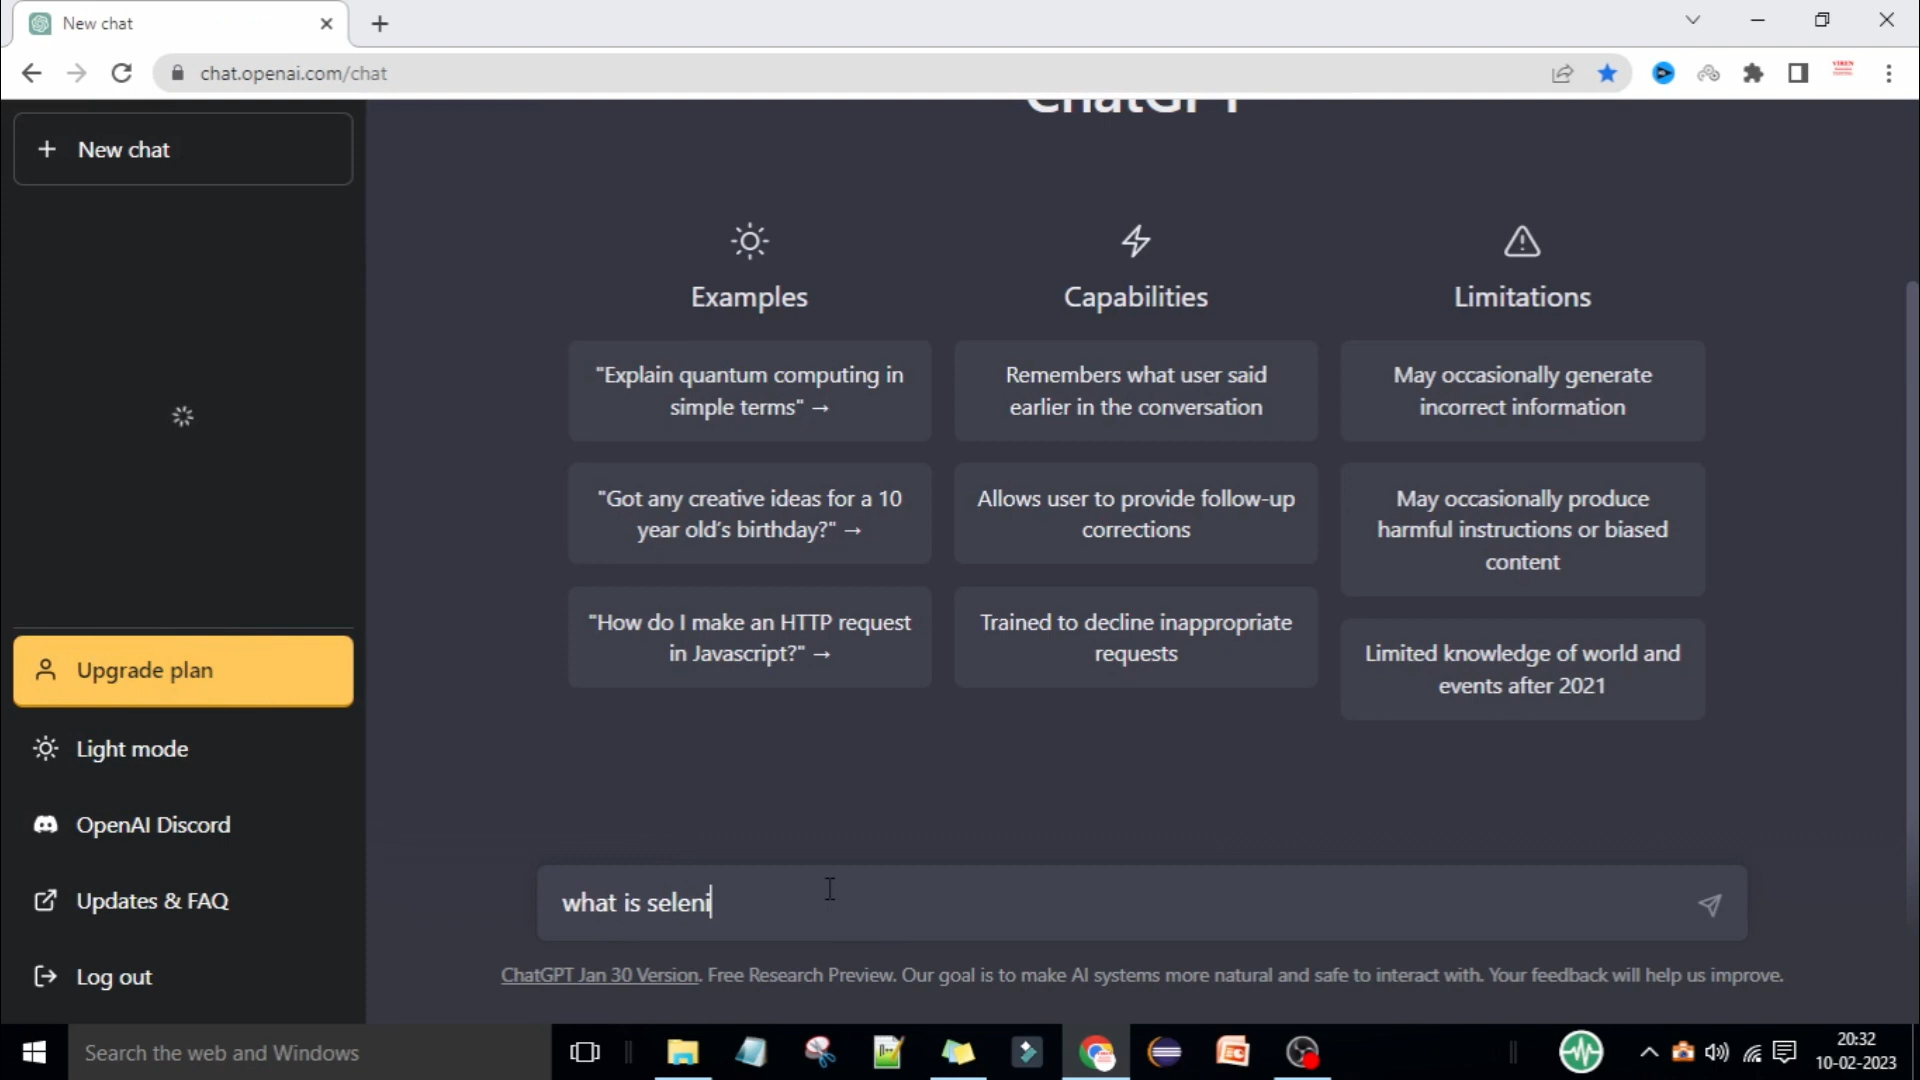 New chat
chat.openai.com/chat
New chat
ChatGPT
Examples
Capabilities
Limitations
"Explain quantum computing in
simple terms" →
Remembers what user said
earlier in the conversation
May occasionally generate
incorrect information
"Got any creative ideas for a 10
year old's birthday?" →
Allows user to provide follow-up
corrections
May occasionally produce
harmful instructions or biased
content
"How do I make an HTTP request
in Javascript?" →
Trained to decline inappropriate
requests
Limited knowledge of world and
events after 2021
Upgrade plan
Light mode
OpenAI Discord
Updates & FAQ
Log out
what is seleni
ChatGPT Jan 30 Version. Free Research Preview. Our goal is to make AI systems more natural and safe to interact with. Your feedback will help us improve.
Search the web and Windows
20:32
10-02-2023